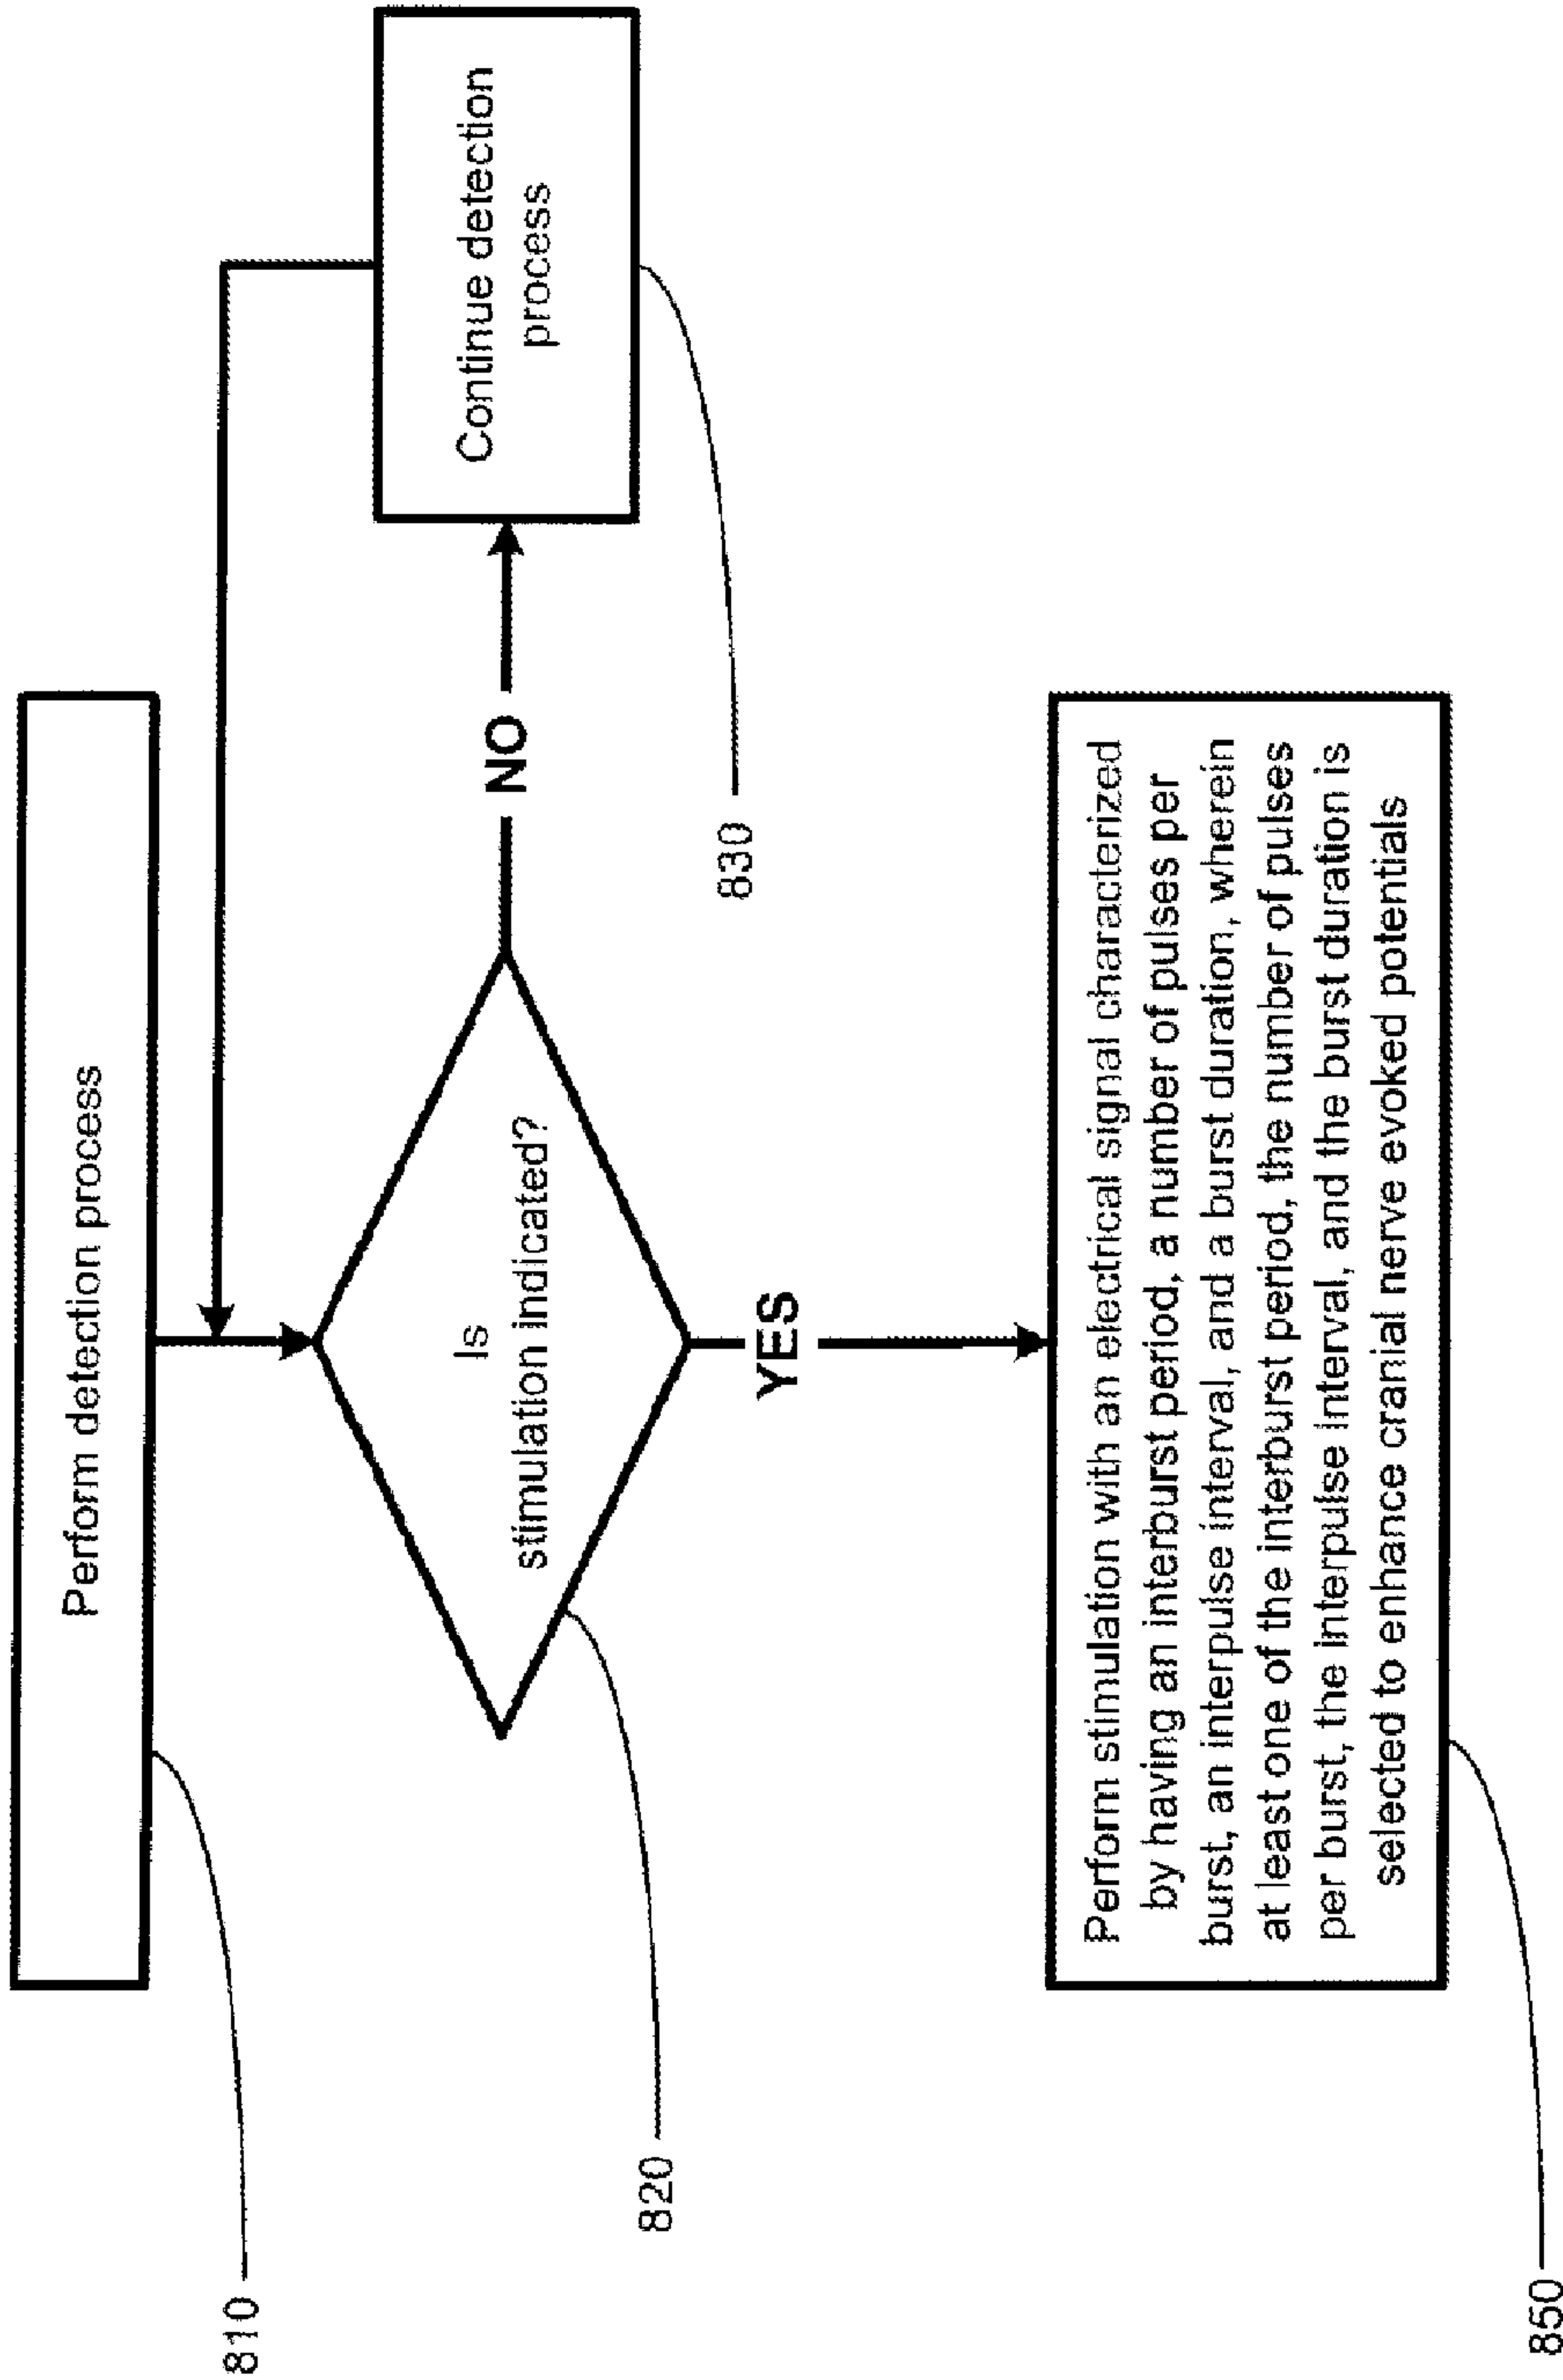 Perform detection process
810
Is
stimulation indicated?
820
NO
Continue detection
process
830
YES
Perform stimulation with an electrical signal characterized
by having an interburst period, a number of pulses per
burst, an interpulse interval, and a burst duration, wherein
at least one of the interburst period, the number of pulses
per burst, the interpulse interval, and the burst duration is
selected to enhance cranial nerve evoked potentials
850